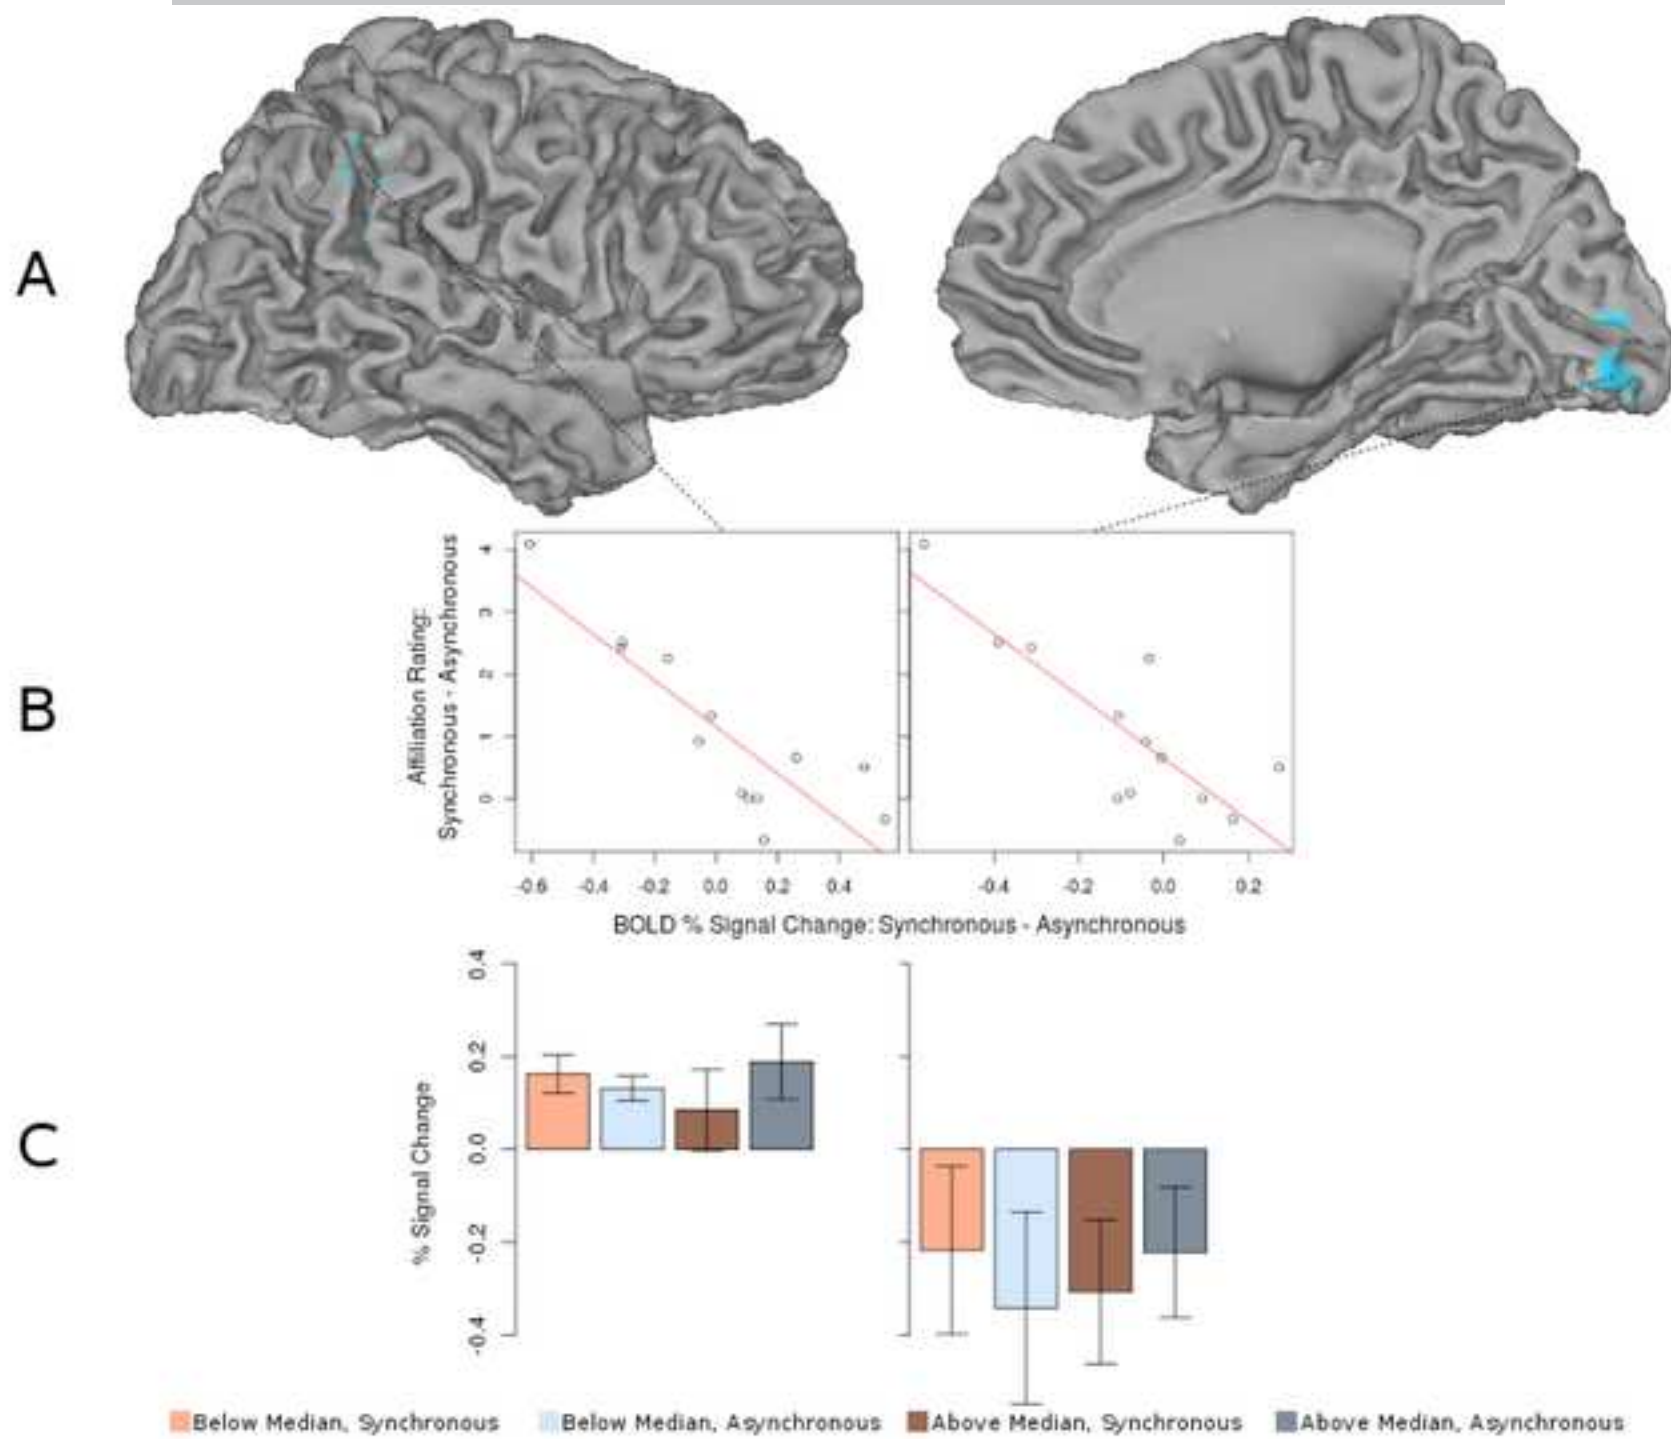 A
B
Affiliation Rating:
Synchronous - Asynchronous
4
3
2
1
0
-0.6 -0.4 -0.2 0.0 0.2 0.4
-0.4 -0.2 0.0 0.2
BOLD % Signal Change: Synchronous - Asynchronous
C
% Signal Change
0.4
0.2
0.0
-0.2
-0.4
Below Median, Synchronous Below Median, Asynchronous Above Median, Synchronous Above Median, Asynchronous